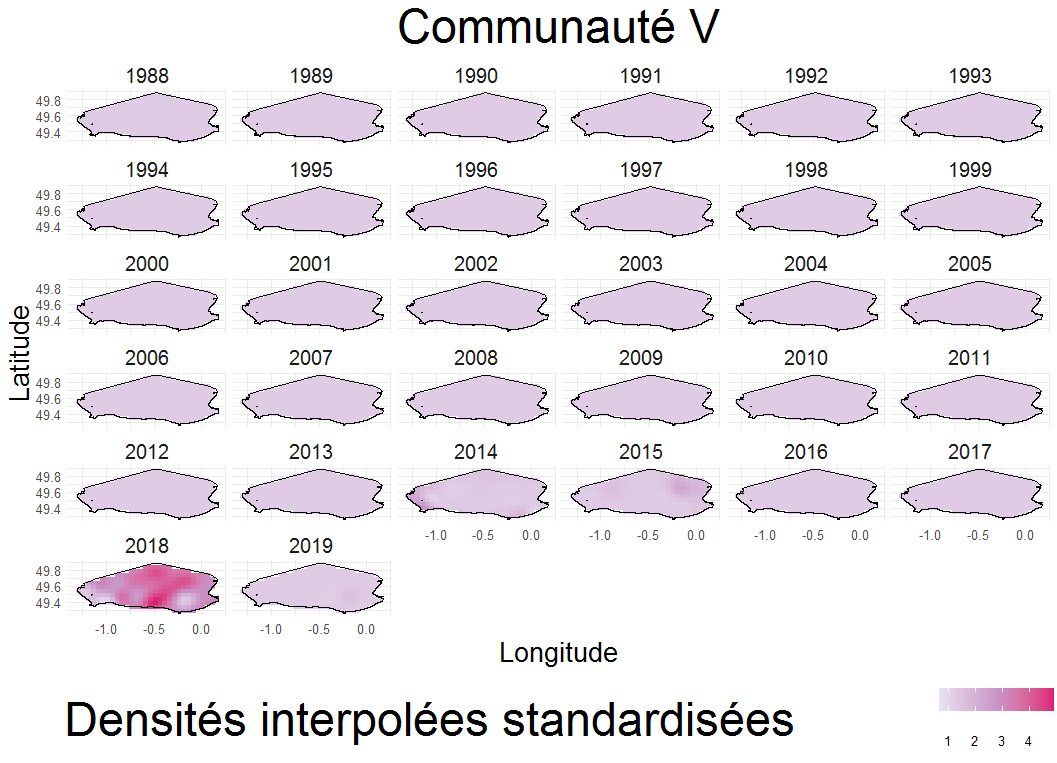 Communauté V
1988 1989 1990 1991 1992 1993
49.8
49.6
49.4
1994 1995 1996 1997 1998 1999
49.8
49.6
49.4
2000 2001 2002 2003 2004 2005
49.8
49.6
49.4
Latitude
2006 2007 2008 2009 2010 2011
49.8
49.6
49.4
2012 2013 2014 2015 2016 2017
49.8
49.6
49.4
-1.0 -0.5 0.0 -1.0 -0.5 0.0 -1.0 -0.5 0.0 -1.0 -0.5 0.0
2018 2019
49.8
49.6
49.4
-1.0 -0.5 0.0 -1.0 -0.5 0.0
Longitude
Densités interpolées standardisées
1 2 3 4